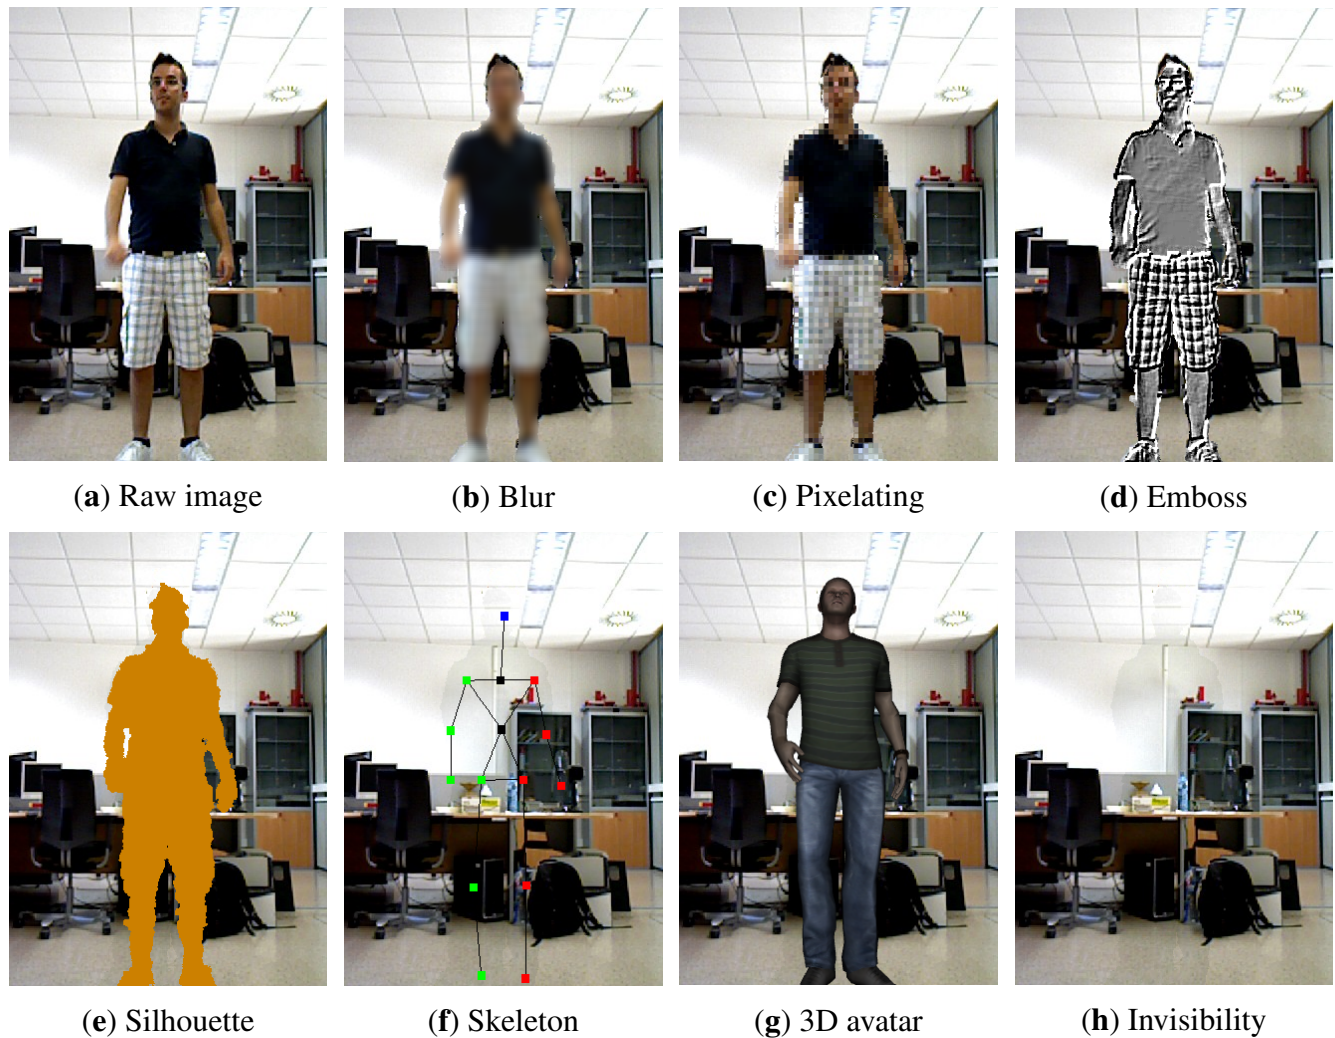 (a) Raw image
(b) Blur
(c) Pixelating
(d) Emboss
(e) Silhouette
(f) Skeleton
(g) 3D avatar
(h) Invisibility